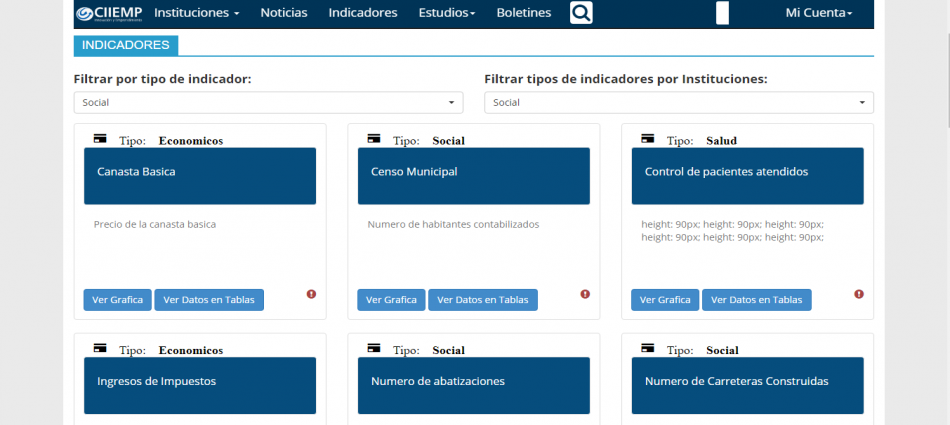 CIIEMP Instituciones Noticias Indicadores Estudios Boletines Mi Cuenta
INDICADORES
Filtrar por tipo de indicador: Filtrar tipos de indicadores por Instituciones:
Social Social
Tipo: Economicos Tipo: Social Tipo: Salud
Canasta Basica Censo Municipal Control de pacientes atendidos
Precio de la canasta basica Numero de habitantes contabilizados height: 90px; height: 90px; height: 90px;
height: 90px; height: 90px; height: 90px;
Ver Grafica Ver Datos en Tablas Ver Grafica Ver Datos en Tablas Ver Grafica Ver Datos en Tablas
Tipo: Economicos Tipo: Social Tipo: Social
Ingresos de Impuestos Numero de abatizaciones Numero de Carreteras Construidas